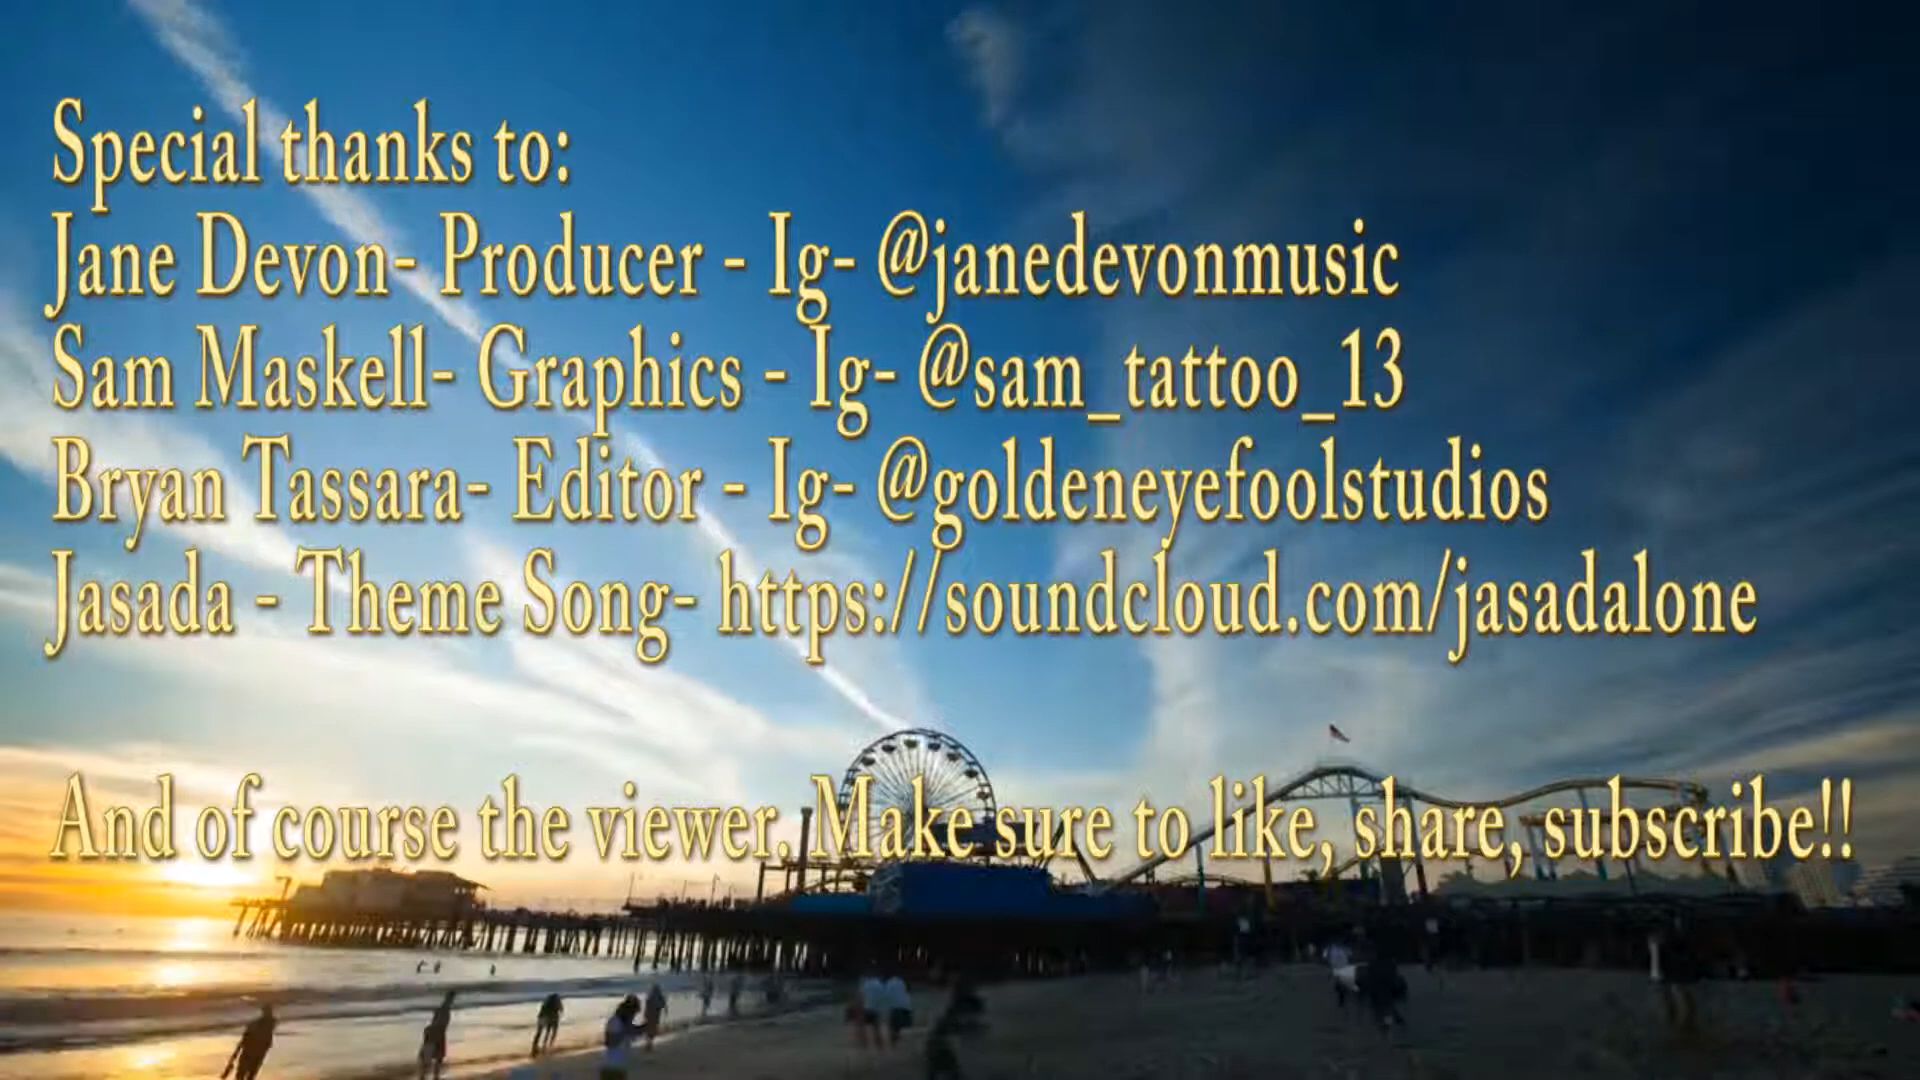 Special thanks to:
Jane Devon- Producer - Ig- @janedevonmusic
Sam Maskell- Graphics - Ig- @sam_tattoo_13
Bryan Tassara- Editor - Ig- @goldeneyefoolstudios
Jasada - Theme Song- https://soundcloud.com/jasadalone
And of course the viewer. Make sure to like, share, subscribe!!